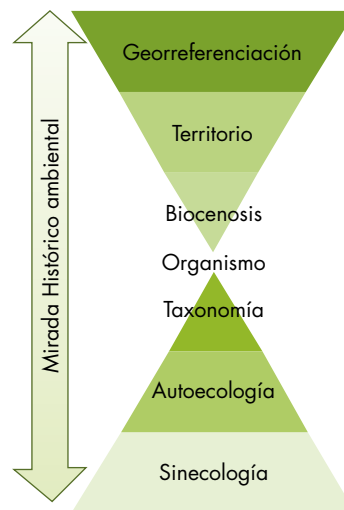 Mirada Histórico ambiental
Georreferenciación
Territorio
Biocenosis
Organismo
Taxonomía
Autoecología
Sinecología